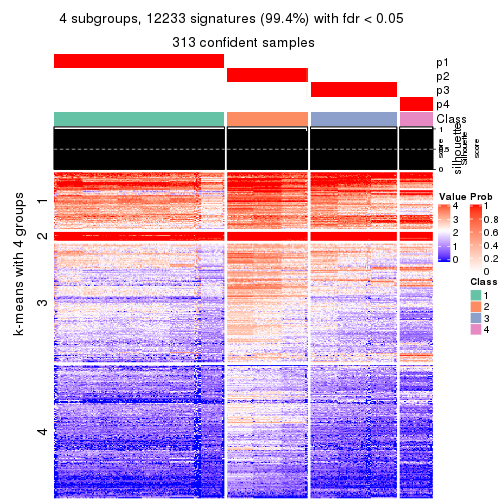 4 subgroups, 12233 signatures (99.4%) with fdr < 0.05
313 confident samples
p1
p2
p3
p4
Class
silhouette
score
Silhouette
score
1
0.5
0
k-means with 4 groups
1
2
3
4
Value
4
3
2
1
0
Prob
1
0.8
0.6
0.4
0.2
0
Class
1
2
3
4